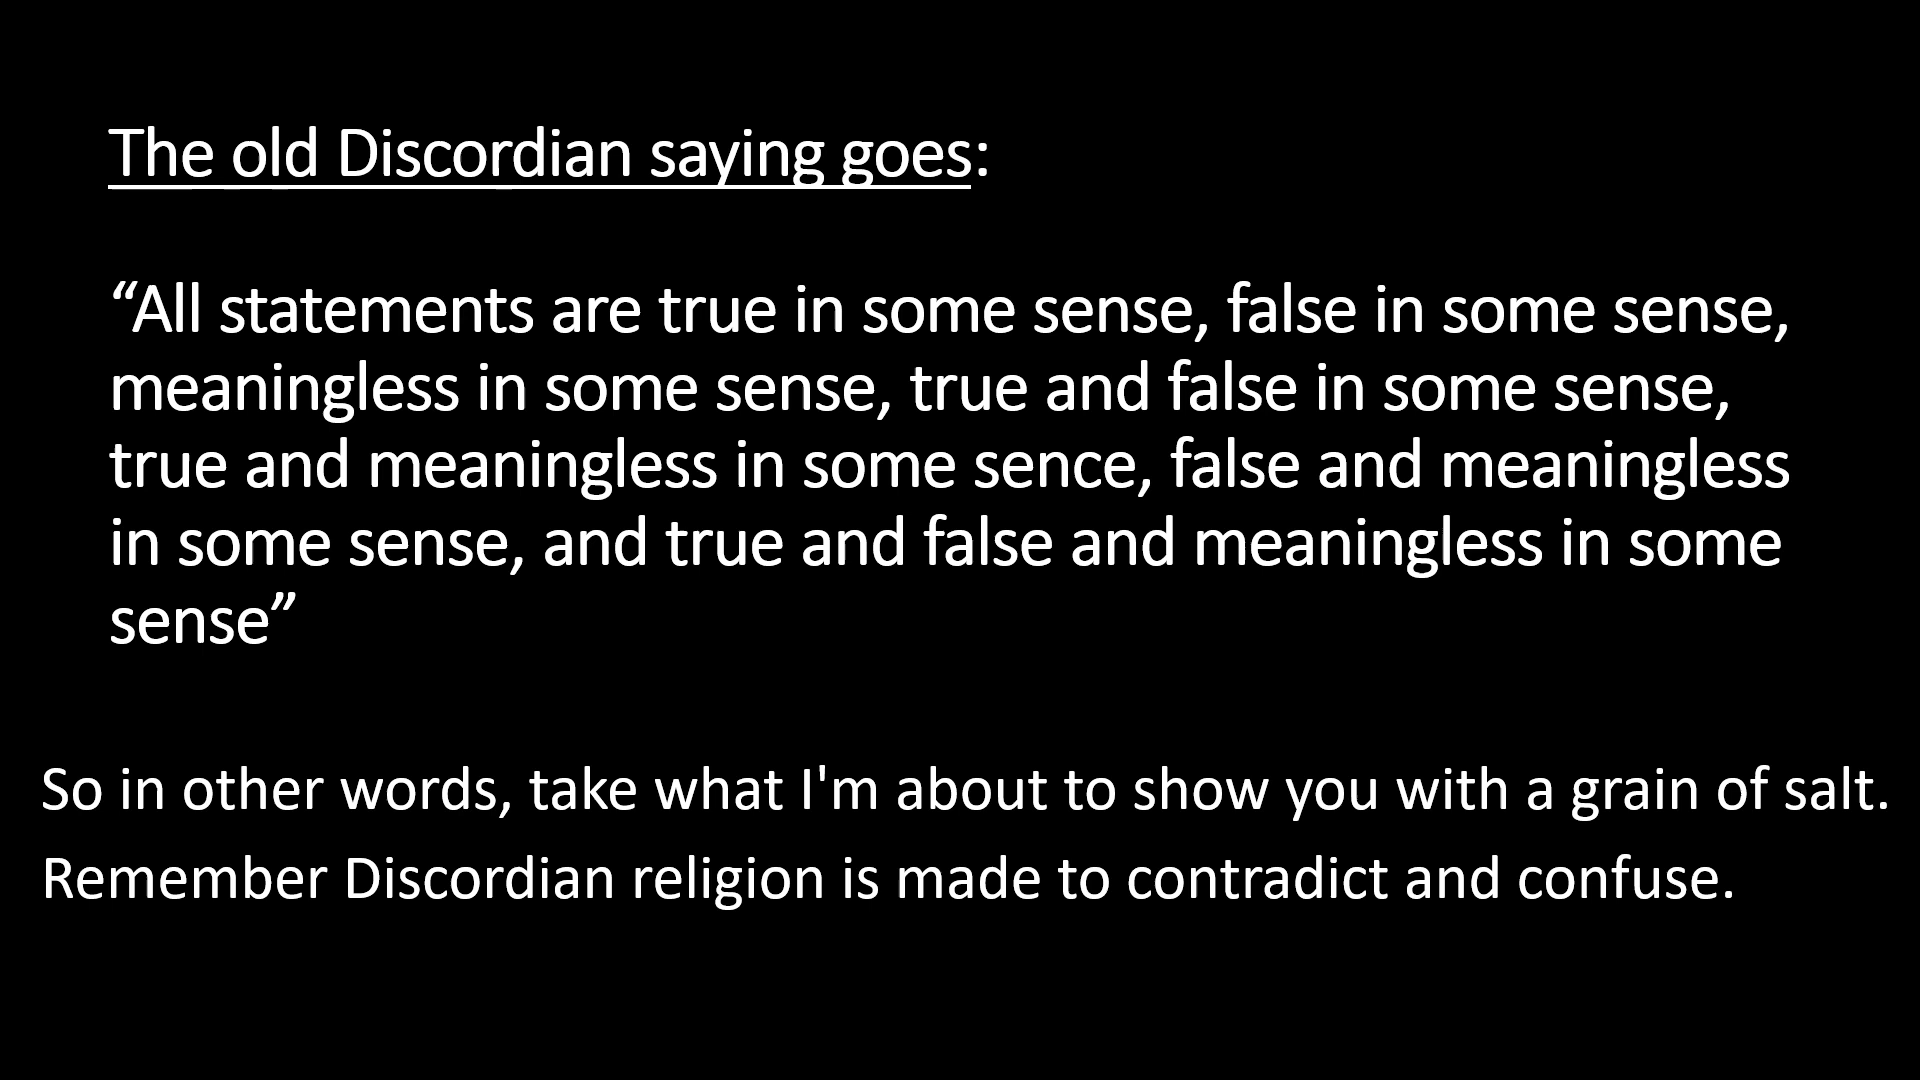 The old Discordian saying goes:
“All statements are true in some sense, false in some sense,
meaningless in some sense, true and false in some sense,
true and meaningless in some sence, false and meaningless
in some sense, and true and false and meaningless in some
sense”
So in other words, take what I'm about to show you with a grain of salt.
Remember Discordian religion is made to contradict and confuse.